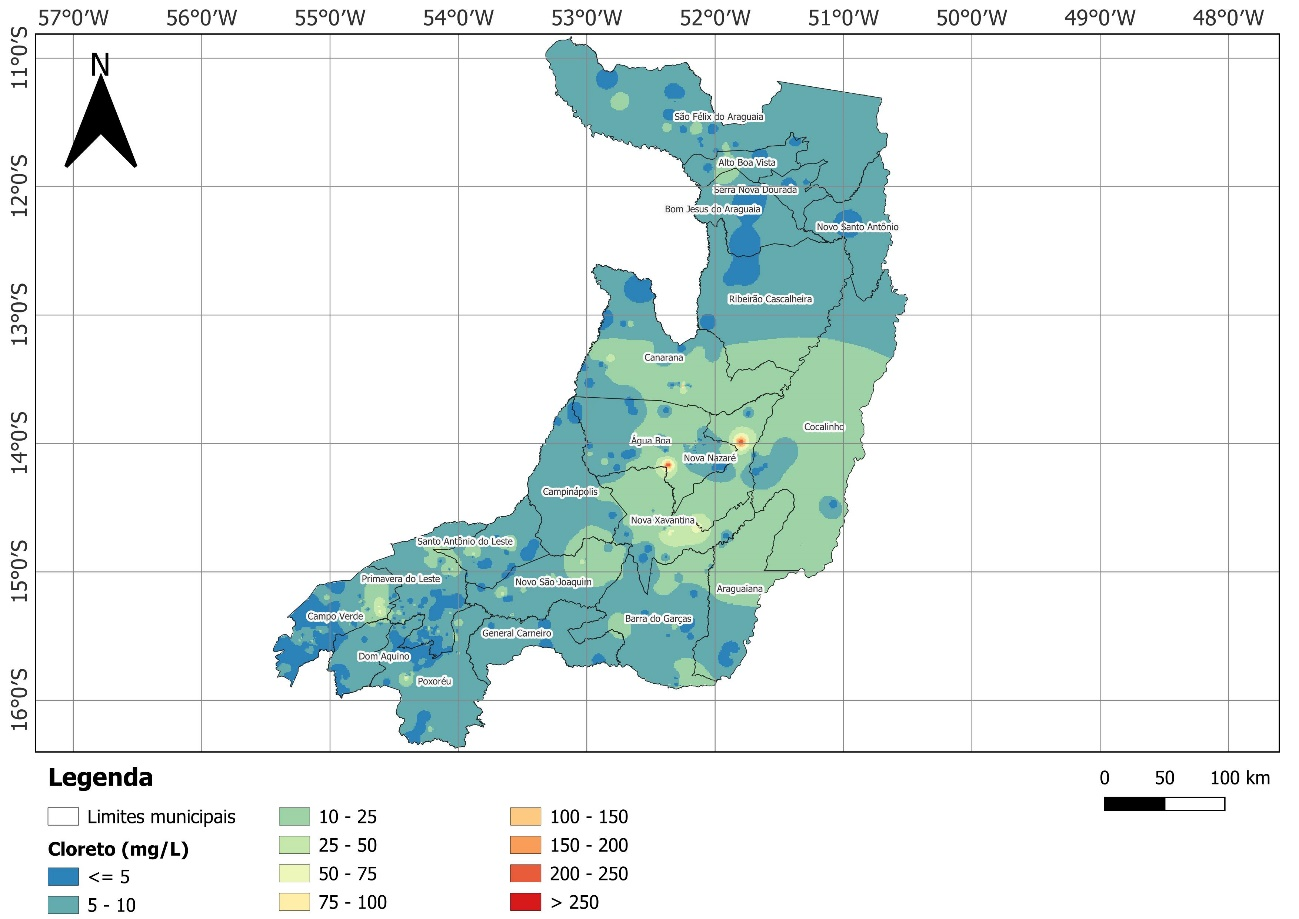 57°0'W 56°0'W 55°0'W 54°0'W 53°0'W 52°0'W 51°0'W 50°0'W 49°0'W 48°0'W
11°0'S
N
São Félix do Araguaia
Alto Boa Vista
12°0'S
Serra Nova Dourada
Bom Jesus do Araguaia
Novo Santo Antônio
Ribeirão Cascalheira
13°0'S
Canarana
Cocalinho
Água Boa
14°0'S
Nova Nazaré
Campinápolis
Nova Xavantina
Santo Antônio do Leste
15°0'S
Primavera do Leste
Novo São Joaquim
Araguaiana
Campo Verde
Barra do Garças
General Carneiro
Dom Aquino
Poxoréu
16°0'S
Legenda
Limites municipais
Cloreto (mg/L)
<= 5
5 - 10
10 - 25
25 - 50
50 - 75
75 - 100
100 - 150
150 - 200
200 - 250
> 250
0 50 100 km